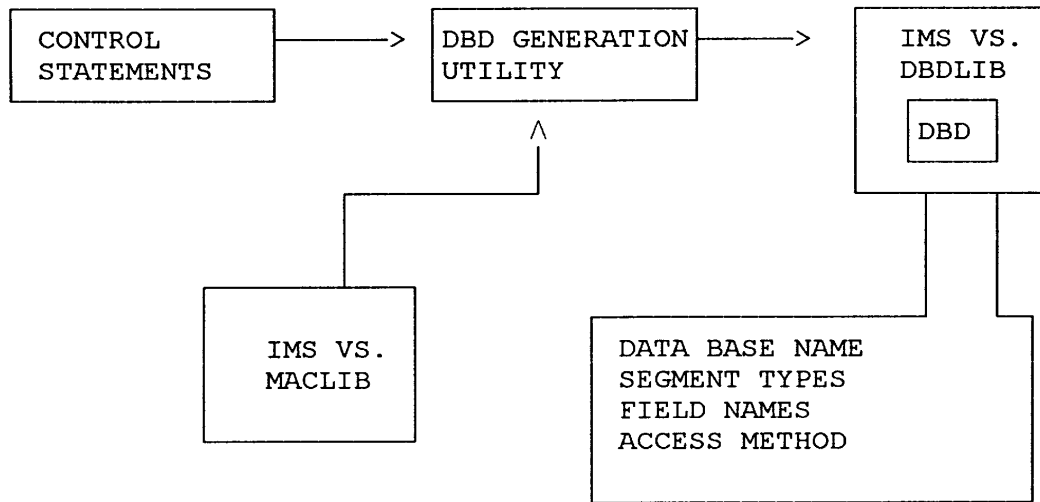 CONTROL
STATEMENTS
DBD GENERATION
UTILITY
IMS VS.
DBDLIB
DBD
IMS VS.
MACLIB
DATA BASE NAME
SEGMENT TYPES
FIELD NAMES
ACCESS METHOD